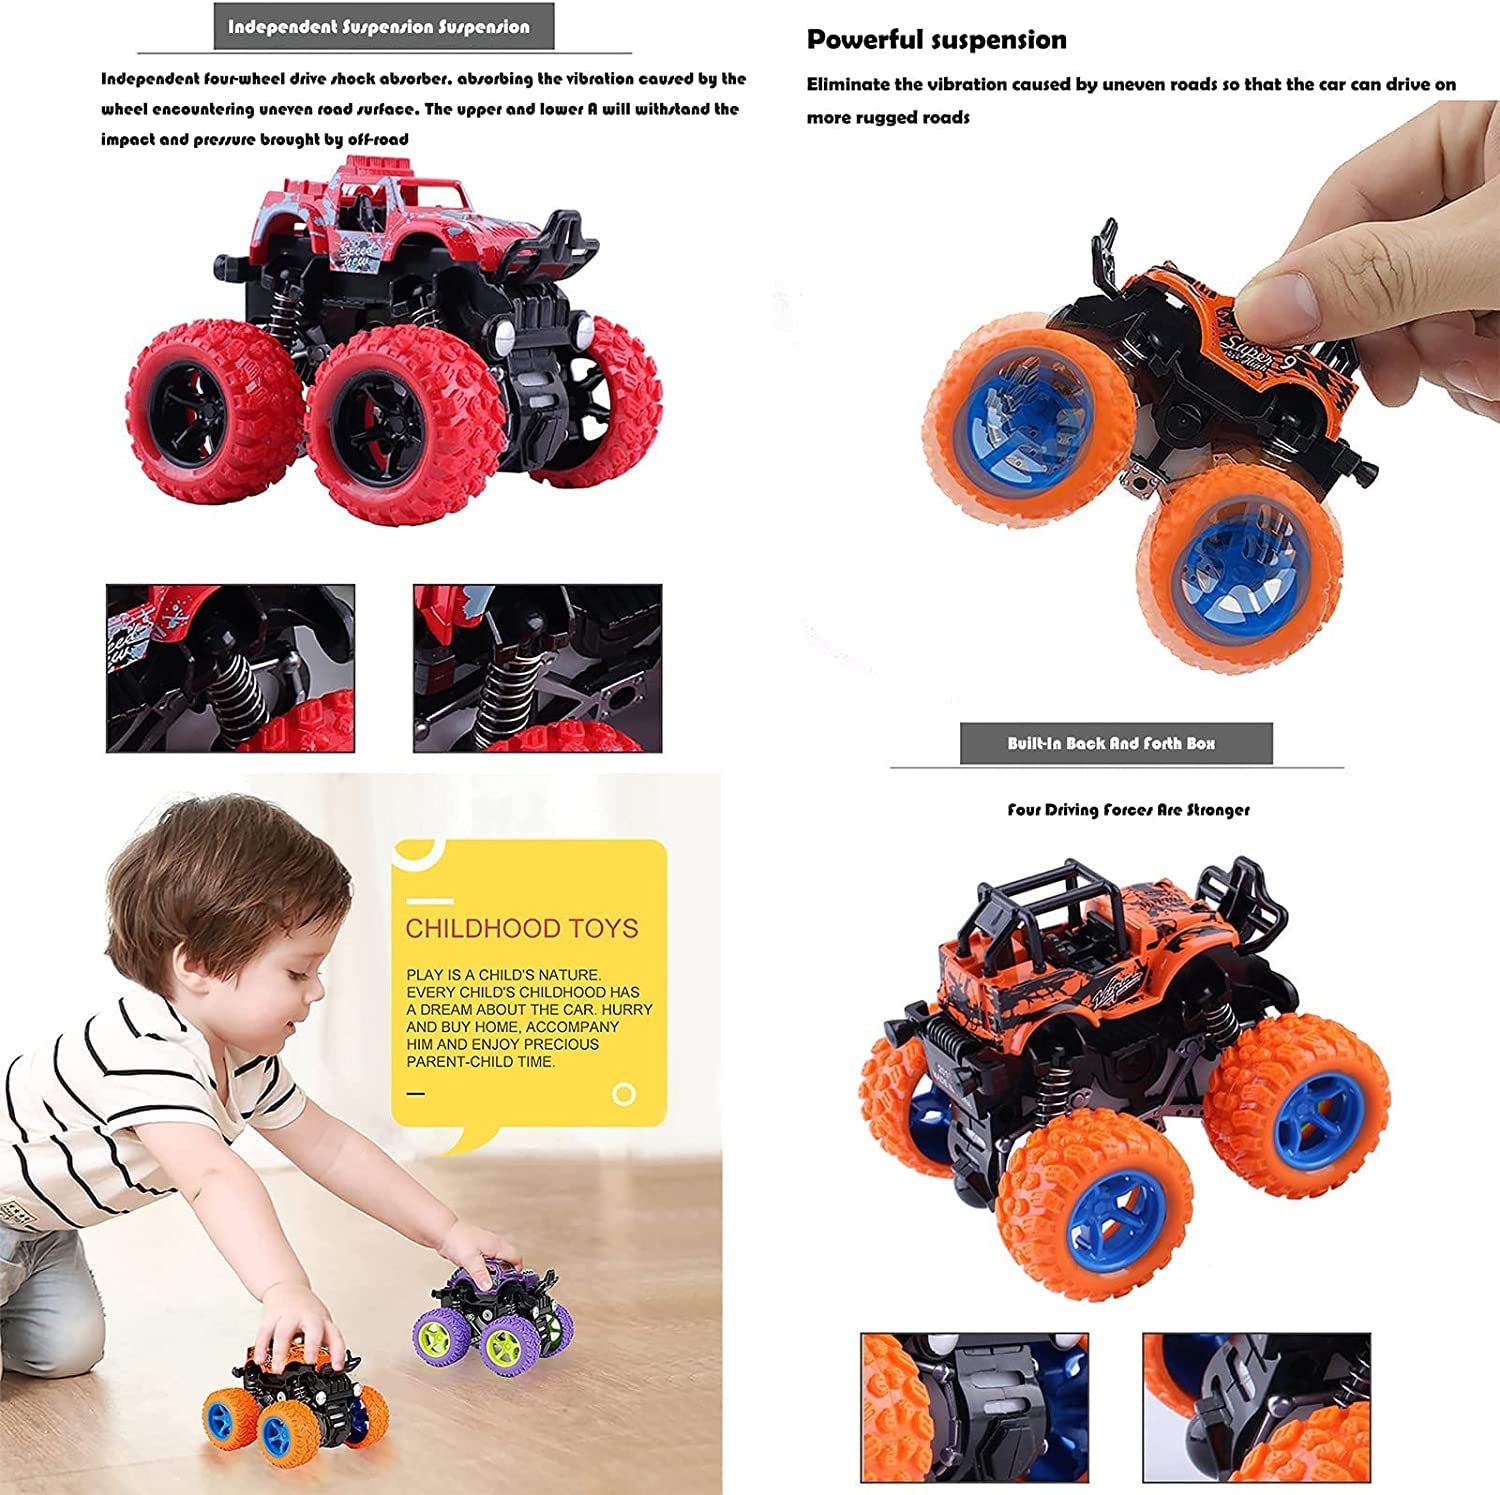 Independent Suspension Suspension
Independent four-wheel drive shock absorber, absorbing the vibration caused by the
wheel encountering uneven road surface. The upper and lower A will withstand the
impact and pressure brought by off-road
Powerful suspension
Eliminate the vibration caused by uneven roads so that the car can drive on
more rugged roads
Super 9
Speed
Built-In Back And Forth Box
Four Driving Forces Are Stronger
CHILDHOOD TOYS
PLAY IS A CHILD'S NATURE.
EVERY CHILD'S CHILDHOOD HAS
A DREAM ABOUT THE CAR. HURRY
AND BUY HOME, ACCOMPANY
HIM AND ENJOY PRECIOUS
PARENT-CHILD TIME.